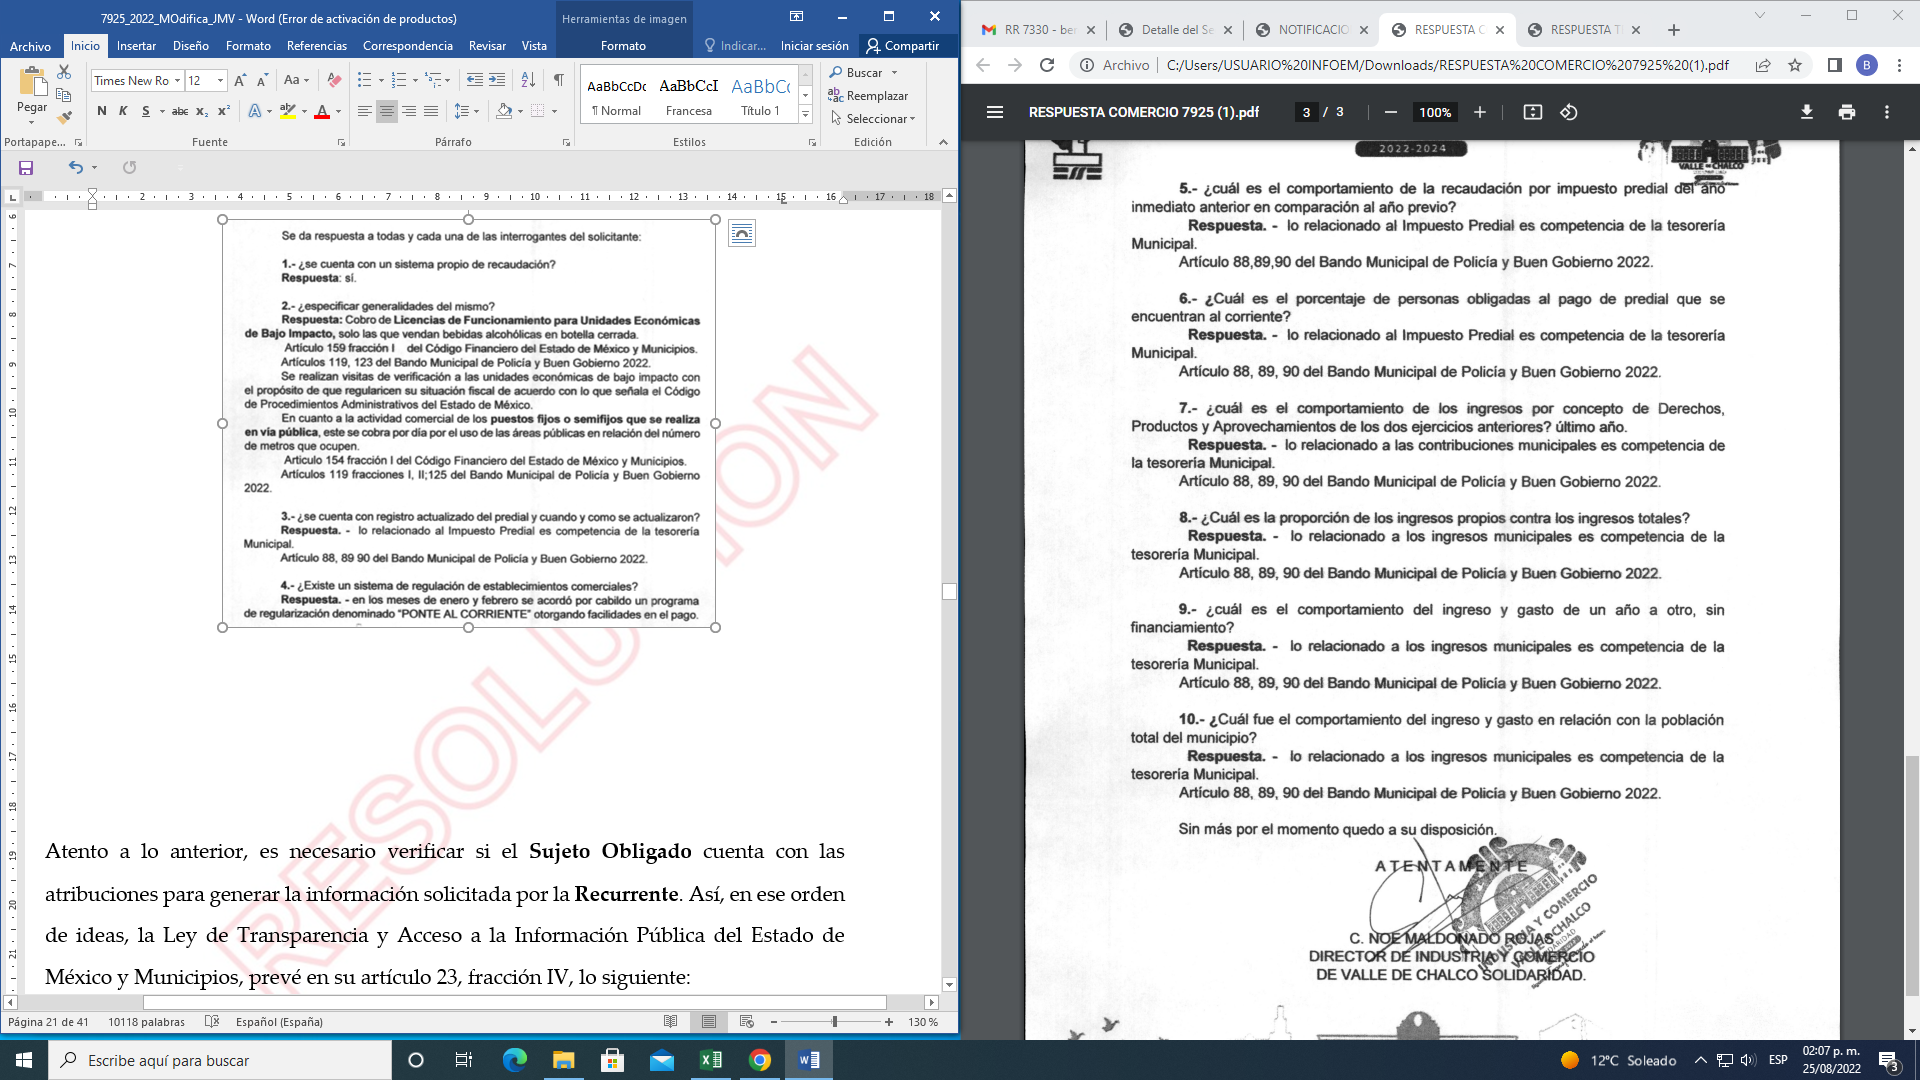 7925_2022_MOdifica_JMV - Word (Error de activación de productos)
Herramientas de imagen
Archivo
Inicio
Insertar
Diseño
Formato
Referencias
Correspondencia
Revisar
Vista
Formato
Indicar...
Iniciar sesión
Compartir
Pegar
Times New Ro
12
N K S abc x₂ x²
AaBbCcDc
¶ Normal
AaBbCcI
Francesa
AaBbCc
Título 1
Buscar
Reemplazar
Seleccionar
Portapape...
Fuente
Párrafo
Estilos
Edición
2 3 4 5 6 7 8 9 10 11 12 13 14 15 16 17 18
Se da respuesta a todas y cada una de las interrogantes del solicitante:
1.- ¿se cuenta con un sistema propio de recaudación?
Respuesta: sí.
2.- ¿especificar generalidades del mismo?
Respuesta: Cobro de Licencias de Funcionamiento para Unidades Económicas
de Bajo Impacto, solo las que vendan bebidas alcohólicas en botella cerrada.
Artículo 159 fracción I del Código Financiero del Estado de México y Municipios.
Artículos 119, 123 del Bando Municipal de Policía y Buen Gobierno 2022.
Se realizan visitas de verificación a las unidades económicas de bajo impacto con
el propósito de que regularicen su situación fiscal de acuerdo con lo que señala el Código
de Procedimientos Administrativos del Estado de México.
En cuanto a la actividad comercial de los puestos fijos o semifijos que se realiza
en vía pública, este se cobra por día por el uso de las áreas públicas en relación del número
de metros que ocupen.
Articulo 154 fracción I del Código Financiero del Estado de México y Municipios.
Artículos 119 fracciones I, II;125 del Bando Municipal de Policía y Buen Gobierno
2022.
3.- ¿se cuenta con registro actualizado del predial y cuando y como se actualizaron?
Respuesta. - lo relacionado al Impuesto Predial es competencia de la tesorería
Municipal.
Artículo 88, 89 90 del Bando Municipal de Policía y Buen Gobierno 2022.
4.- ¿Existe un sistema de regulación de establecimientos comerciales?
Respuesta. - en los meses de enero y febrero se acordó por cabildo un programa
de regularización denominado "PONTE AL CORRIENTE" otorgando facilidades en el pago.
RESOLUCION
Atento a lo anterior, es necesario verificar si el Sujeto Obligado cuenta con las
atribuciones para generar la información solicitada por la Recurrente. Así, en ese orden
de ideas, la Ley de Transparencia y Acceso a la Información Pública del Estado de
México y Municipios, prevé en su artículo 23, fracción IV, lo siguiente:
Página 21 de 41
10118 palabras
Español (España)
130 %
RR 7330 - ber
Detalle del Se
NOTIFICACIO
RESPUESTA C
RESPUESTA T
Archivo
C:/Users/USUARIO%20INFOEM/Downloads/RESPUESTA%20COMERCIO%207925%20(1).pdf
B
RESPUESTA COMERCIO 7925 (1).pdf
3 / 3
100%
2022-2024
VALLE DE CHALCO
5.- ¿cuál es el comportamiento de la recaudación por impuesto predial del año
inmediato anterior en comparación al año previo?
Respuesta. - lo relacionado al Impuesto Predial es competencia de la tesorería
Municipal.
Artículo 88,89,90 del Bando Municipal de Policía y Buen Gobierno 2022.
6.- ¿Cuál es el porcentaje de personas obligadas al pago de predial que se
encuentran al corriente?
Respuesta. - lo relacionado al Impuesto Predial es competencia de la tesorería
Municipal.
Artículo 88, 89, 90 del Bando Municipal de Policía y Buen Gobierno 2022.
7.- ¿cuál es el comportamiento de los ingresos por concepto de Derechos,
Productos y Aprovechamientos de los dos ejercicios anteriores? último año.
Respuesta. - lo relacionado a las contribuciones municipales es competencia de
la tesorería Municipal.
Artículo 88, 89, 90 del Bando Municipal de Policía y Buen Gobierno 2022.
8.- ¿Cuál es la proporción de los ingresos propios contra los ingresos totales?
Respuesta. - lo relacionado a los ingresos municipales es competencia de la
tesorería Municipal.
Artículo 88, 89, 90 del Bando Municipal de Policía y Buen Gobierno 2022.
9.- ¿cuál es el comportamiento del ingreso y gasto de un año a otro, sin
financiamiento?
Respuesta. - lo relacionado a los ingresos municipales es competencia de la
tesorería Municipal.
Artículo 88, 89, 90 del Bando Municipal de Policía y Buen Gobierno 2022.
10.- ¿Cuál fue el comportamiento del ingreso y gasto en relación con la población
total del municipio?
Respuesta. - lo relacionado a los ingresos municipales es competencia de la
tesorería Municipal.
Artículo 88, 89, 90 del Bando Municipal de Policía y Buen Gobierno 2022.
Sin más por el momento quedo a su disposición.
ATENTAMENTE
C. NOE MALDONADO ROJAS
DIRECTOR DE INDUSTRIA Y COMERCIO
DE VALLE DE CHALCO SOLIDARIDAD.
INDUSTRIA Y COMERCIO
VALLE DE CHALCO
Escribe aquí para buscar
12°C Soleado
ESP
02:07 p. m.
25/08/2022
3